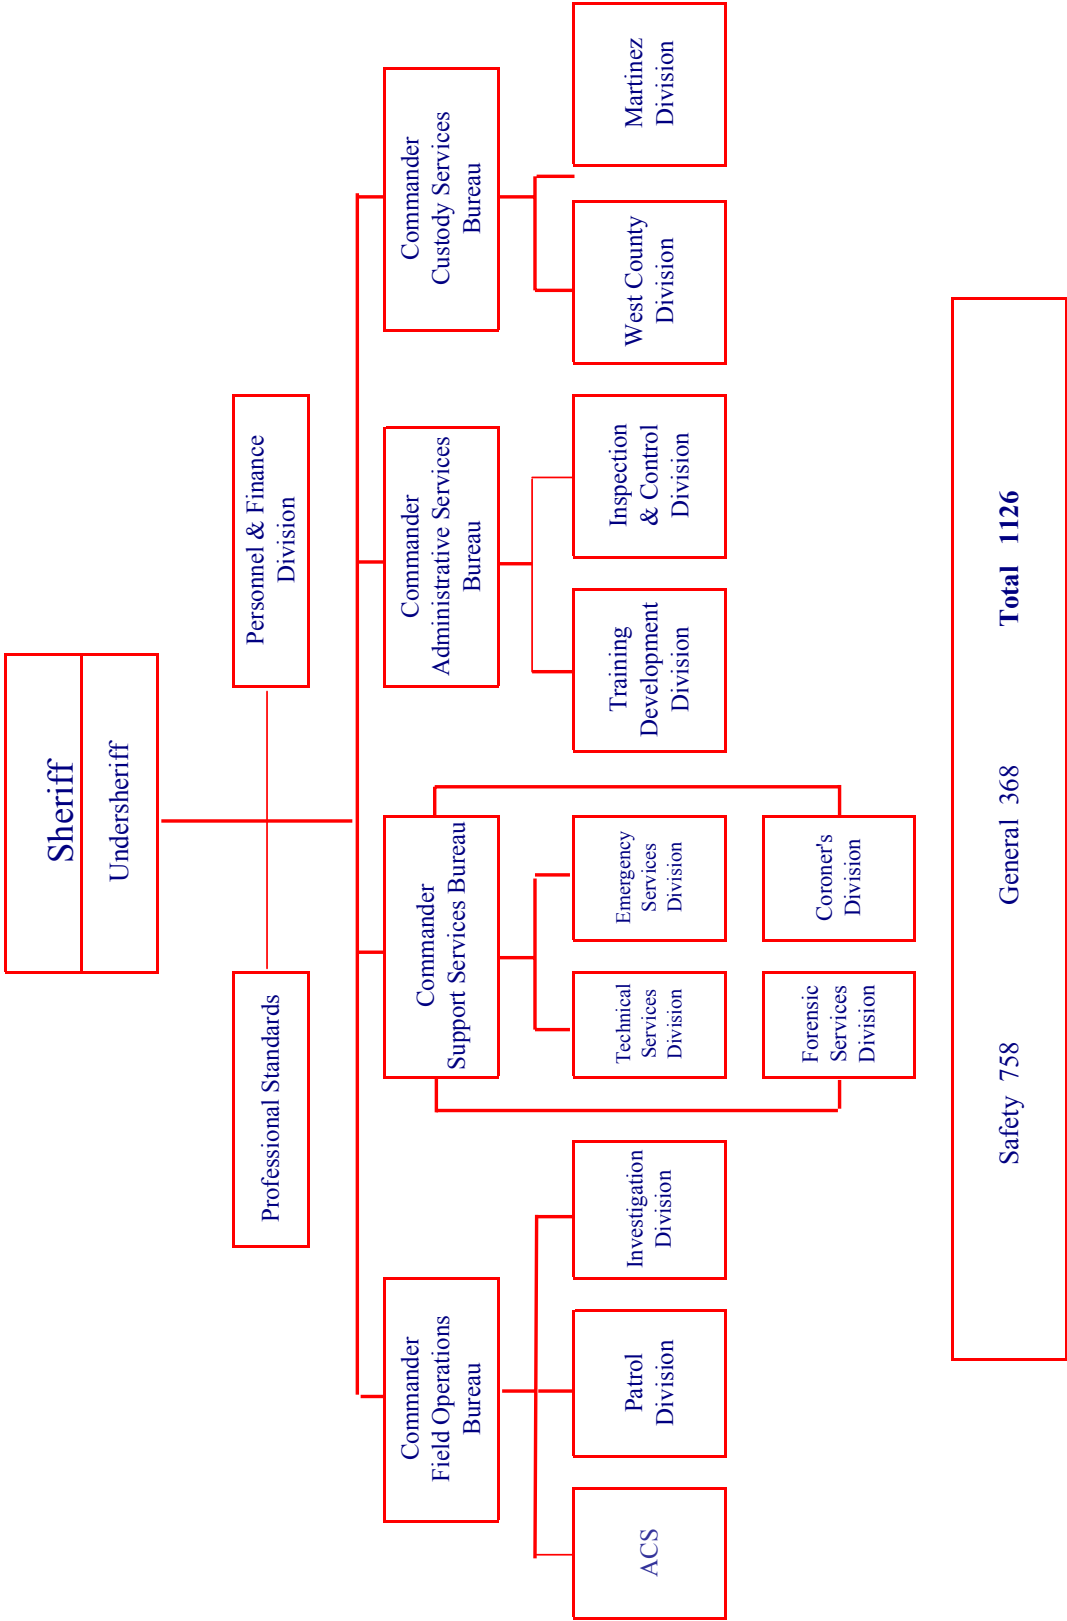 Sheriff
Undersheriff
Professional Standards
Personnel & Finance
Division
Commander
Field Operations
Bureau
Commander
Support Services Bureau
Commander
Administrative Services
Bureau
Commander
Custody Services
Bureau
ACS
Patrol
Division
Investigation
Division
Technical
Services
Division
Emergency
Services
Division
Training
Development
Division
Inspection
& Control
Division
West County
Division
Martinez
Division
Forensic
Services
Division
Coroner's
Division
Safety 758 General 368 Total 1126